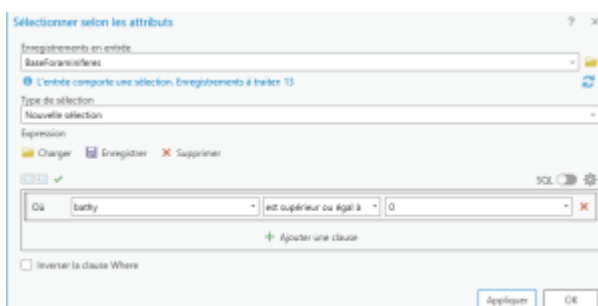 Sélectionner selon les attributs ? ×
Enregistrements en entrée
BaseForaminiferes
L'entrée comporte une sélection. Enregistrements à traiter: 13
Type de sélection
Nouvelle sélection
Expression
Charger Enregistrer Supprimer
SQL
Où bathy est supérieur ou égal à 0
Ajouter une clause
Inverser la clause Where
Appliquer OK